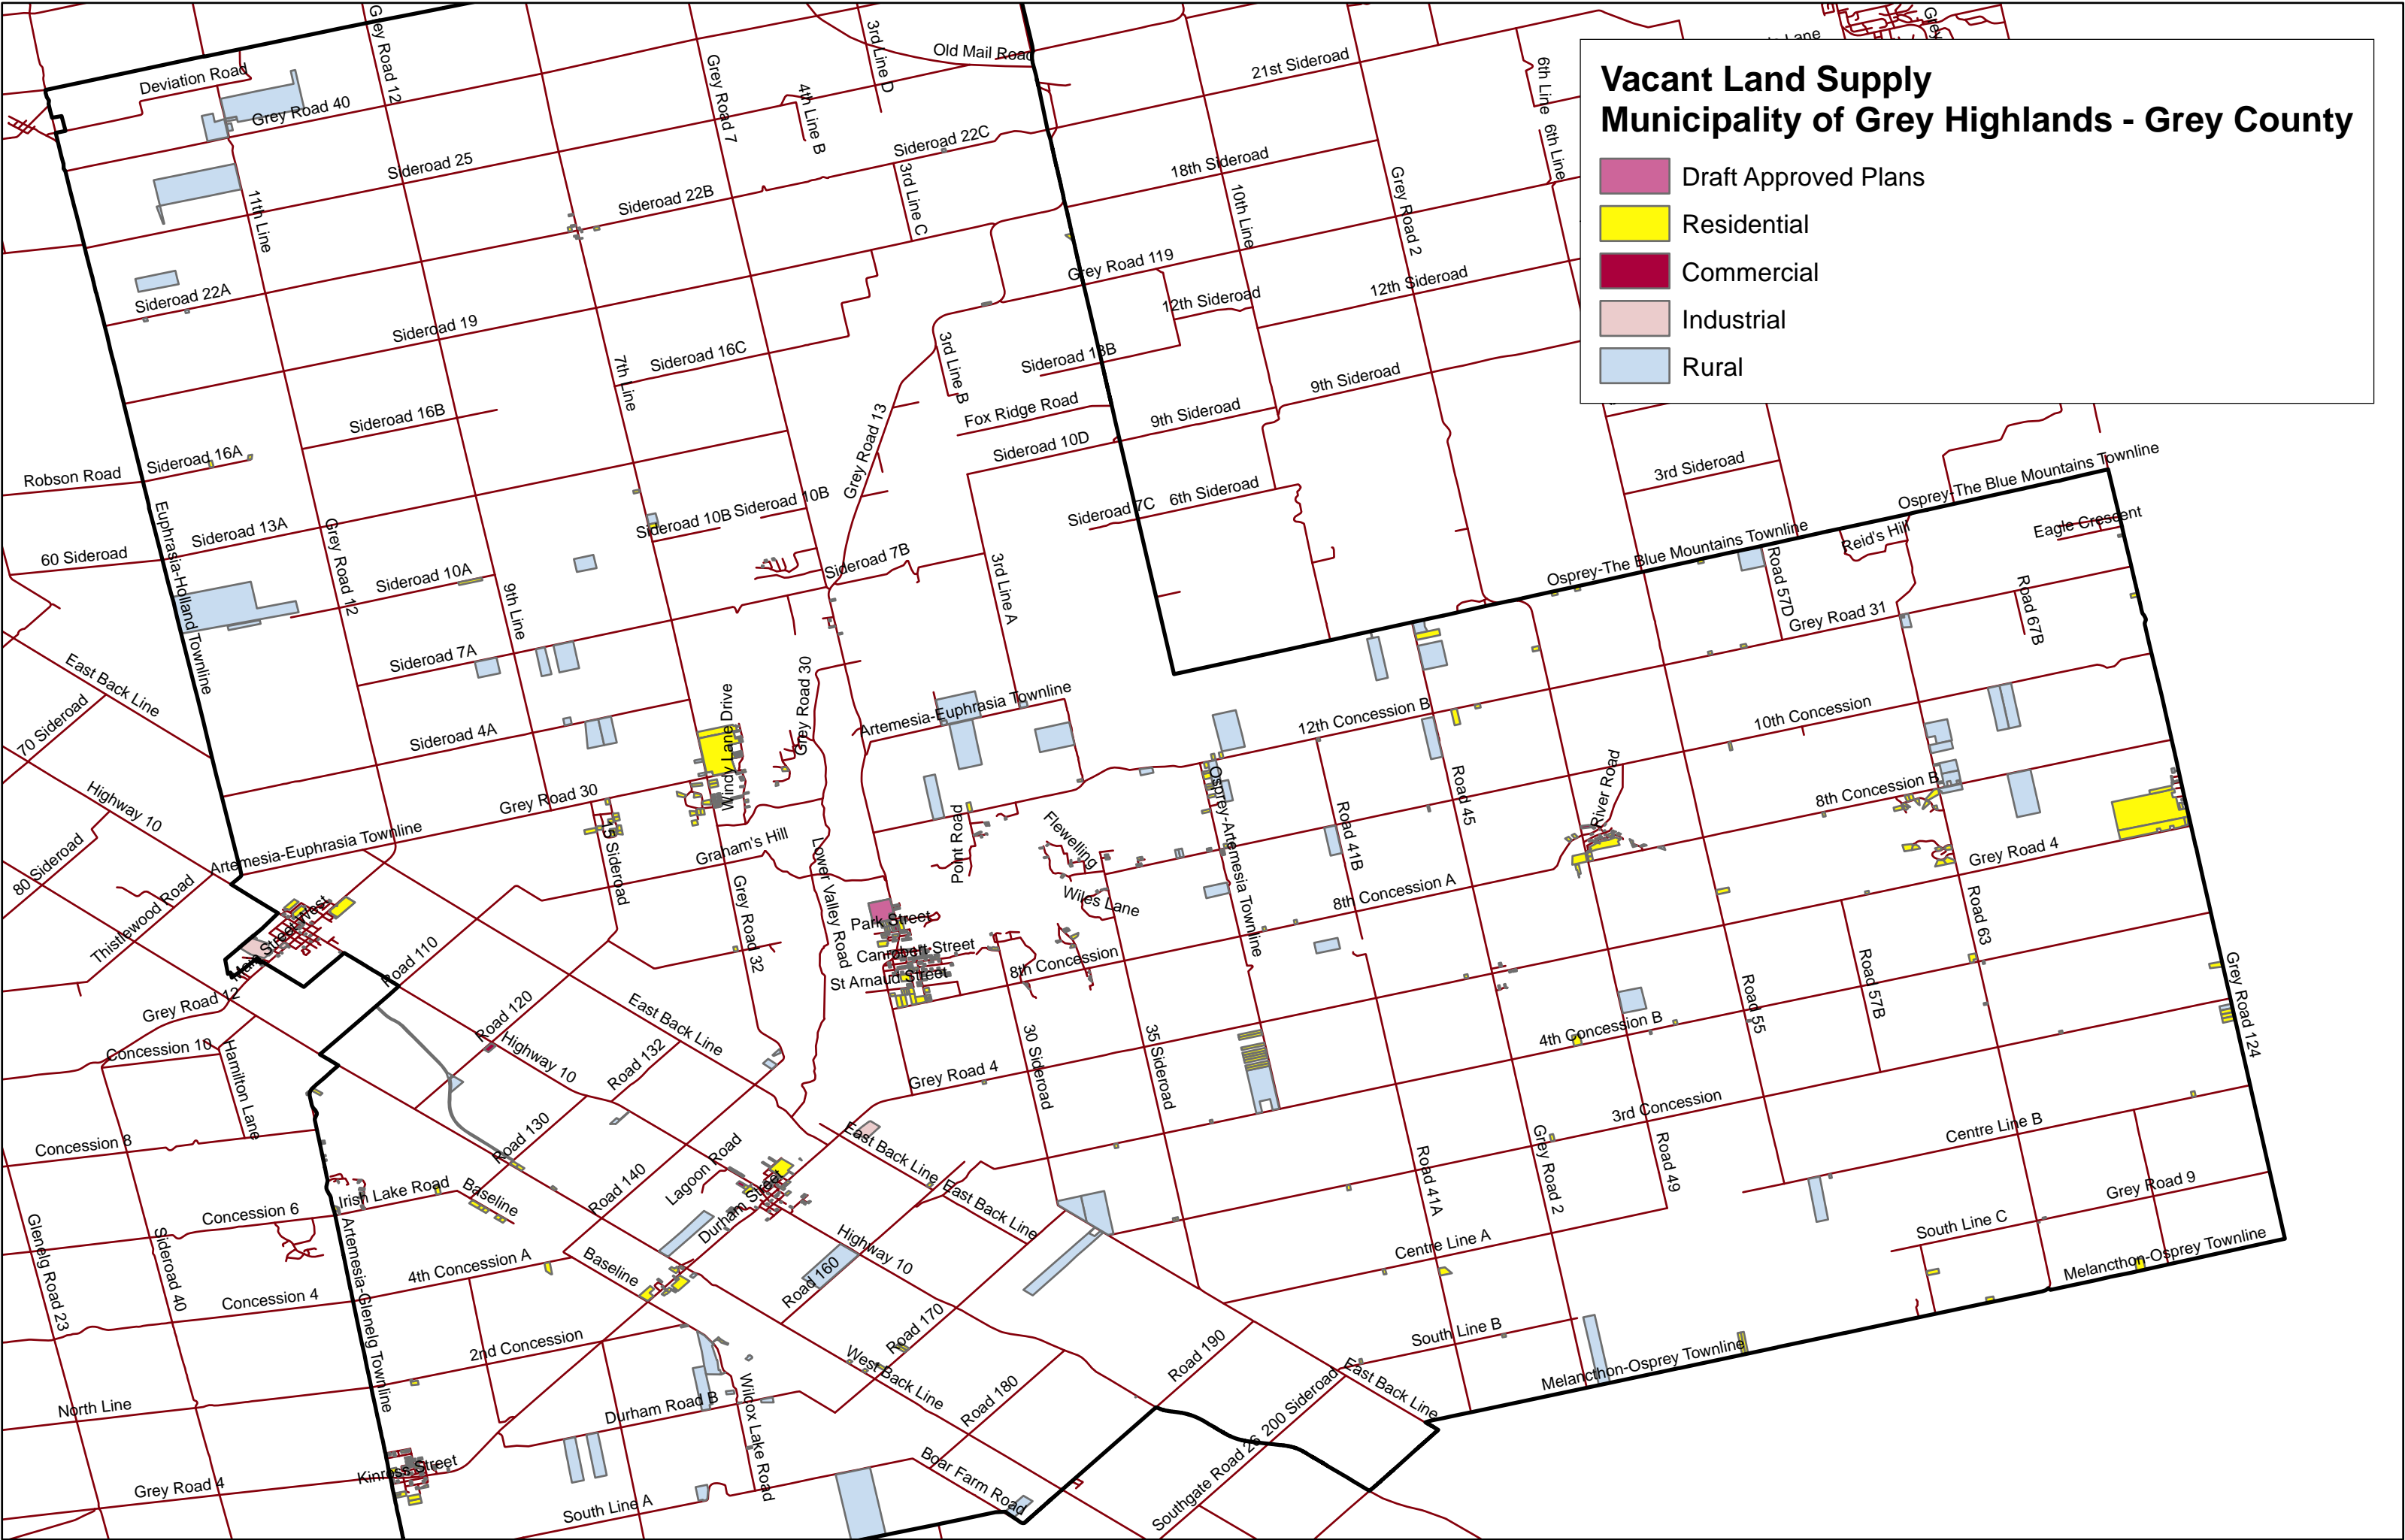 Vacant Land Supply
Municipality of Grey Highlands - Grey County
Draft Approved Plans
Residential
Commercial
Industrial
Rural
Deviation Road
Grey Road 40
Grey Road 12
Grey Road 7
3rd Line D
Old Mail Road
4th Line B
21st Sideroad
6th Line
6th Line
Grey
Lane
Sideroad 25
Sideroad 22C
Sideroad 22B
3rd Line C
18th Sideroad
10th Line
Grey Road 2
11th Line
Sideroad 22A
Grey Road 119
12th Sideroad
12th Sideroad
Sideroad 19
7th Line
Sideroad 16C
3rd Line B
Sideroad 13B
9th Sideroad
Sideroad 16B
Grey Road 13
Fox Ridge Road
9th Sideroad
Sideroad 10D
Robson Road
Sideroad 16A
3rd Sideroad
Osprey-The Blue Mountains Townline
Euphrasia-Holland Townline
Sideroad 13A
60 Sideroad
Grey Road 12
Sideroad 10B
Sideroad 10B
Sideroad 7C
6th Sideroad
Osprey-The Blue Mountains Townline
Reid's Hill
Eagle Crescent
Sideroad 10A
9th Line
Sideroad 7B
3rd Line A
Road 57D
Grey Road 31
Road 67B
East Back Line
70 Sideroad
Sideroad 7A
Grey Road 30
Winby Lane Drive
Artemesia-Euphrasia Townline
Sideroad 4A
12th Concession B
10th Concession
Highway 10
Grey Road 30
80 Sideroad
Artemesia-Euphrasia Townline
15 Sideroad
Graham's Hill
Lower Valley Road
Point Road
Flewelling
Wiles Lane
Osprey-Artemesia Townline
Road 41B
Road 45
River Road
8th Concession B
Grey Road 4
Thistlewood Road
Main Street West
Grey Road 32
Park Street
Canrobert Street
St Arnaud Street
8th Concession
8th Concession A
Road 63
Road 110
Grey Road 12
Road 120
East Back Line
Road 55
Road 57B
Grey Road 124
Concession 10
Hamilton Lane
Highway 10
Road 132
Grey Road 4
30 Sideroad
35 Sideroad
4th Concession B
3rd Concession
Concession 8
Road 130
Lagoon Road
East Back Line
Centre Line B
Irish Lake Road
Baseline
Road 140
Durham Street
East Back Line
Road 41A
Grey Road 2
Road 49
Grey Road 9
Concession 6
Glenelg Road 23
Sideroad 40
Artemesia-Glenelg Townline
4th Concession A
Baseline
Highway 10
Road 160
Centre Line A
South Line C
Melancthon-Osprey Townline
Concession 4
2nd Concession
Road 170
South Line B
Road 190
West Back Line
East Back Line
Melancthon-Osprey Townline
North Line
Durham Road B
Wilcox Lake Road
Road 180
200 Sideroad
Southgate Road 26
Kinross Street
Grey Road 4
South Line A
Boar Farm Road